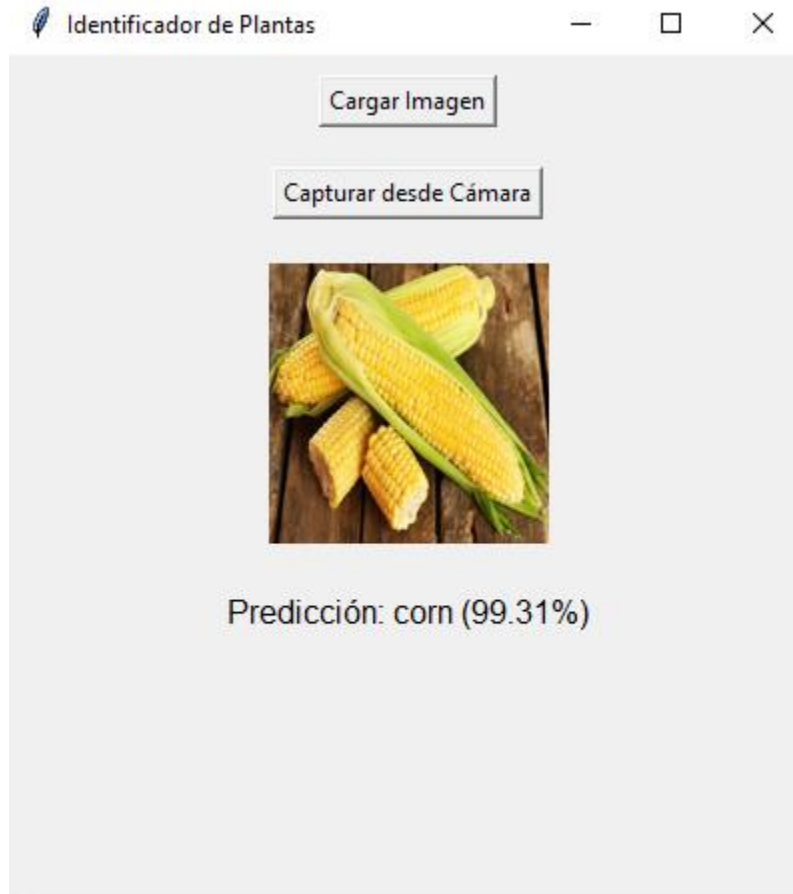 Identificador de Plantas
Cargar Imagen
Capturar desde Cámara
Predicción: corn (99.31%)